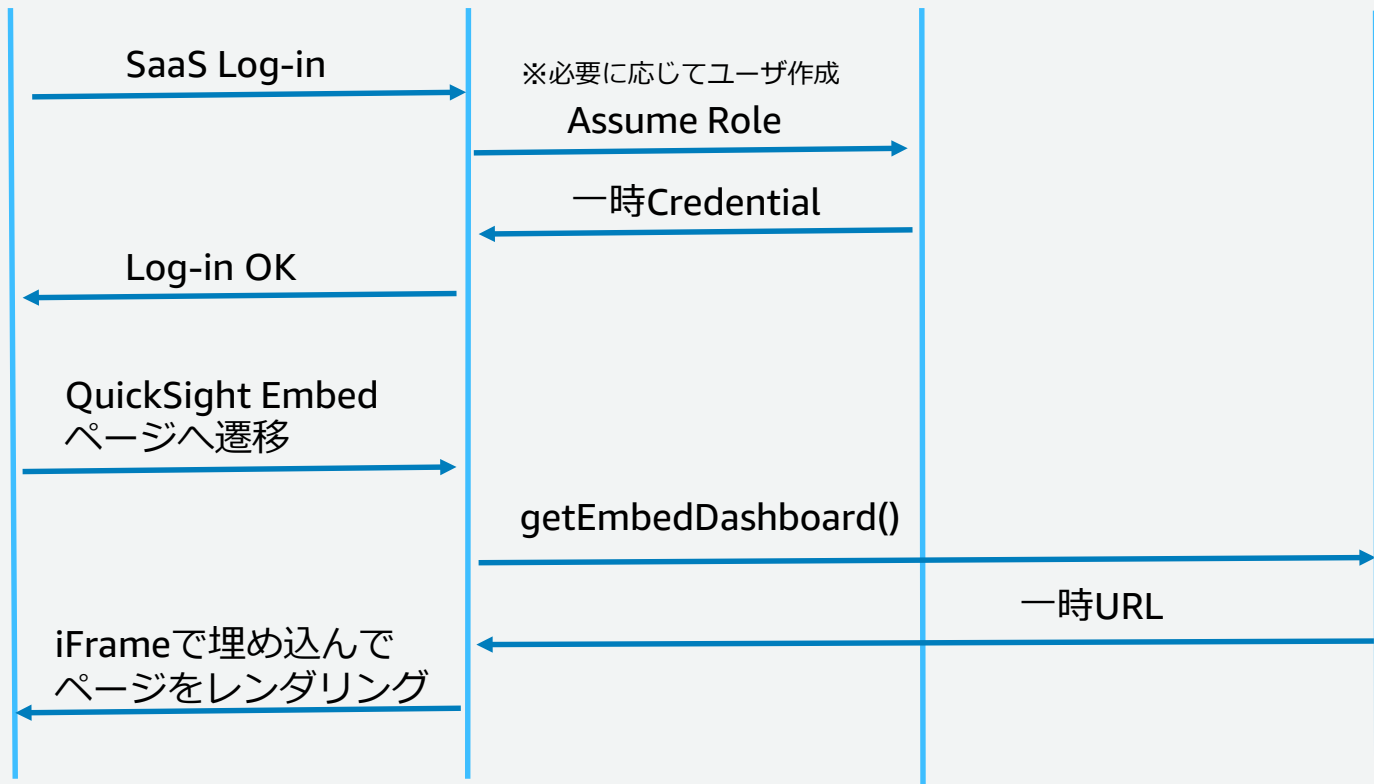 SaaS Log-in
※必要に応じてユーザ作成
Assume Role
一時Credential
Log-in OK
QuickSight Embed
ページへ遷移
getEmbedDashboard()
一時URL
iFrameで埋め込んで
ページをレンダリング